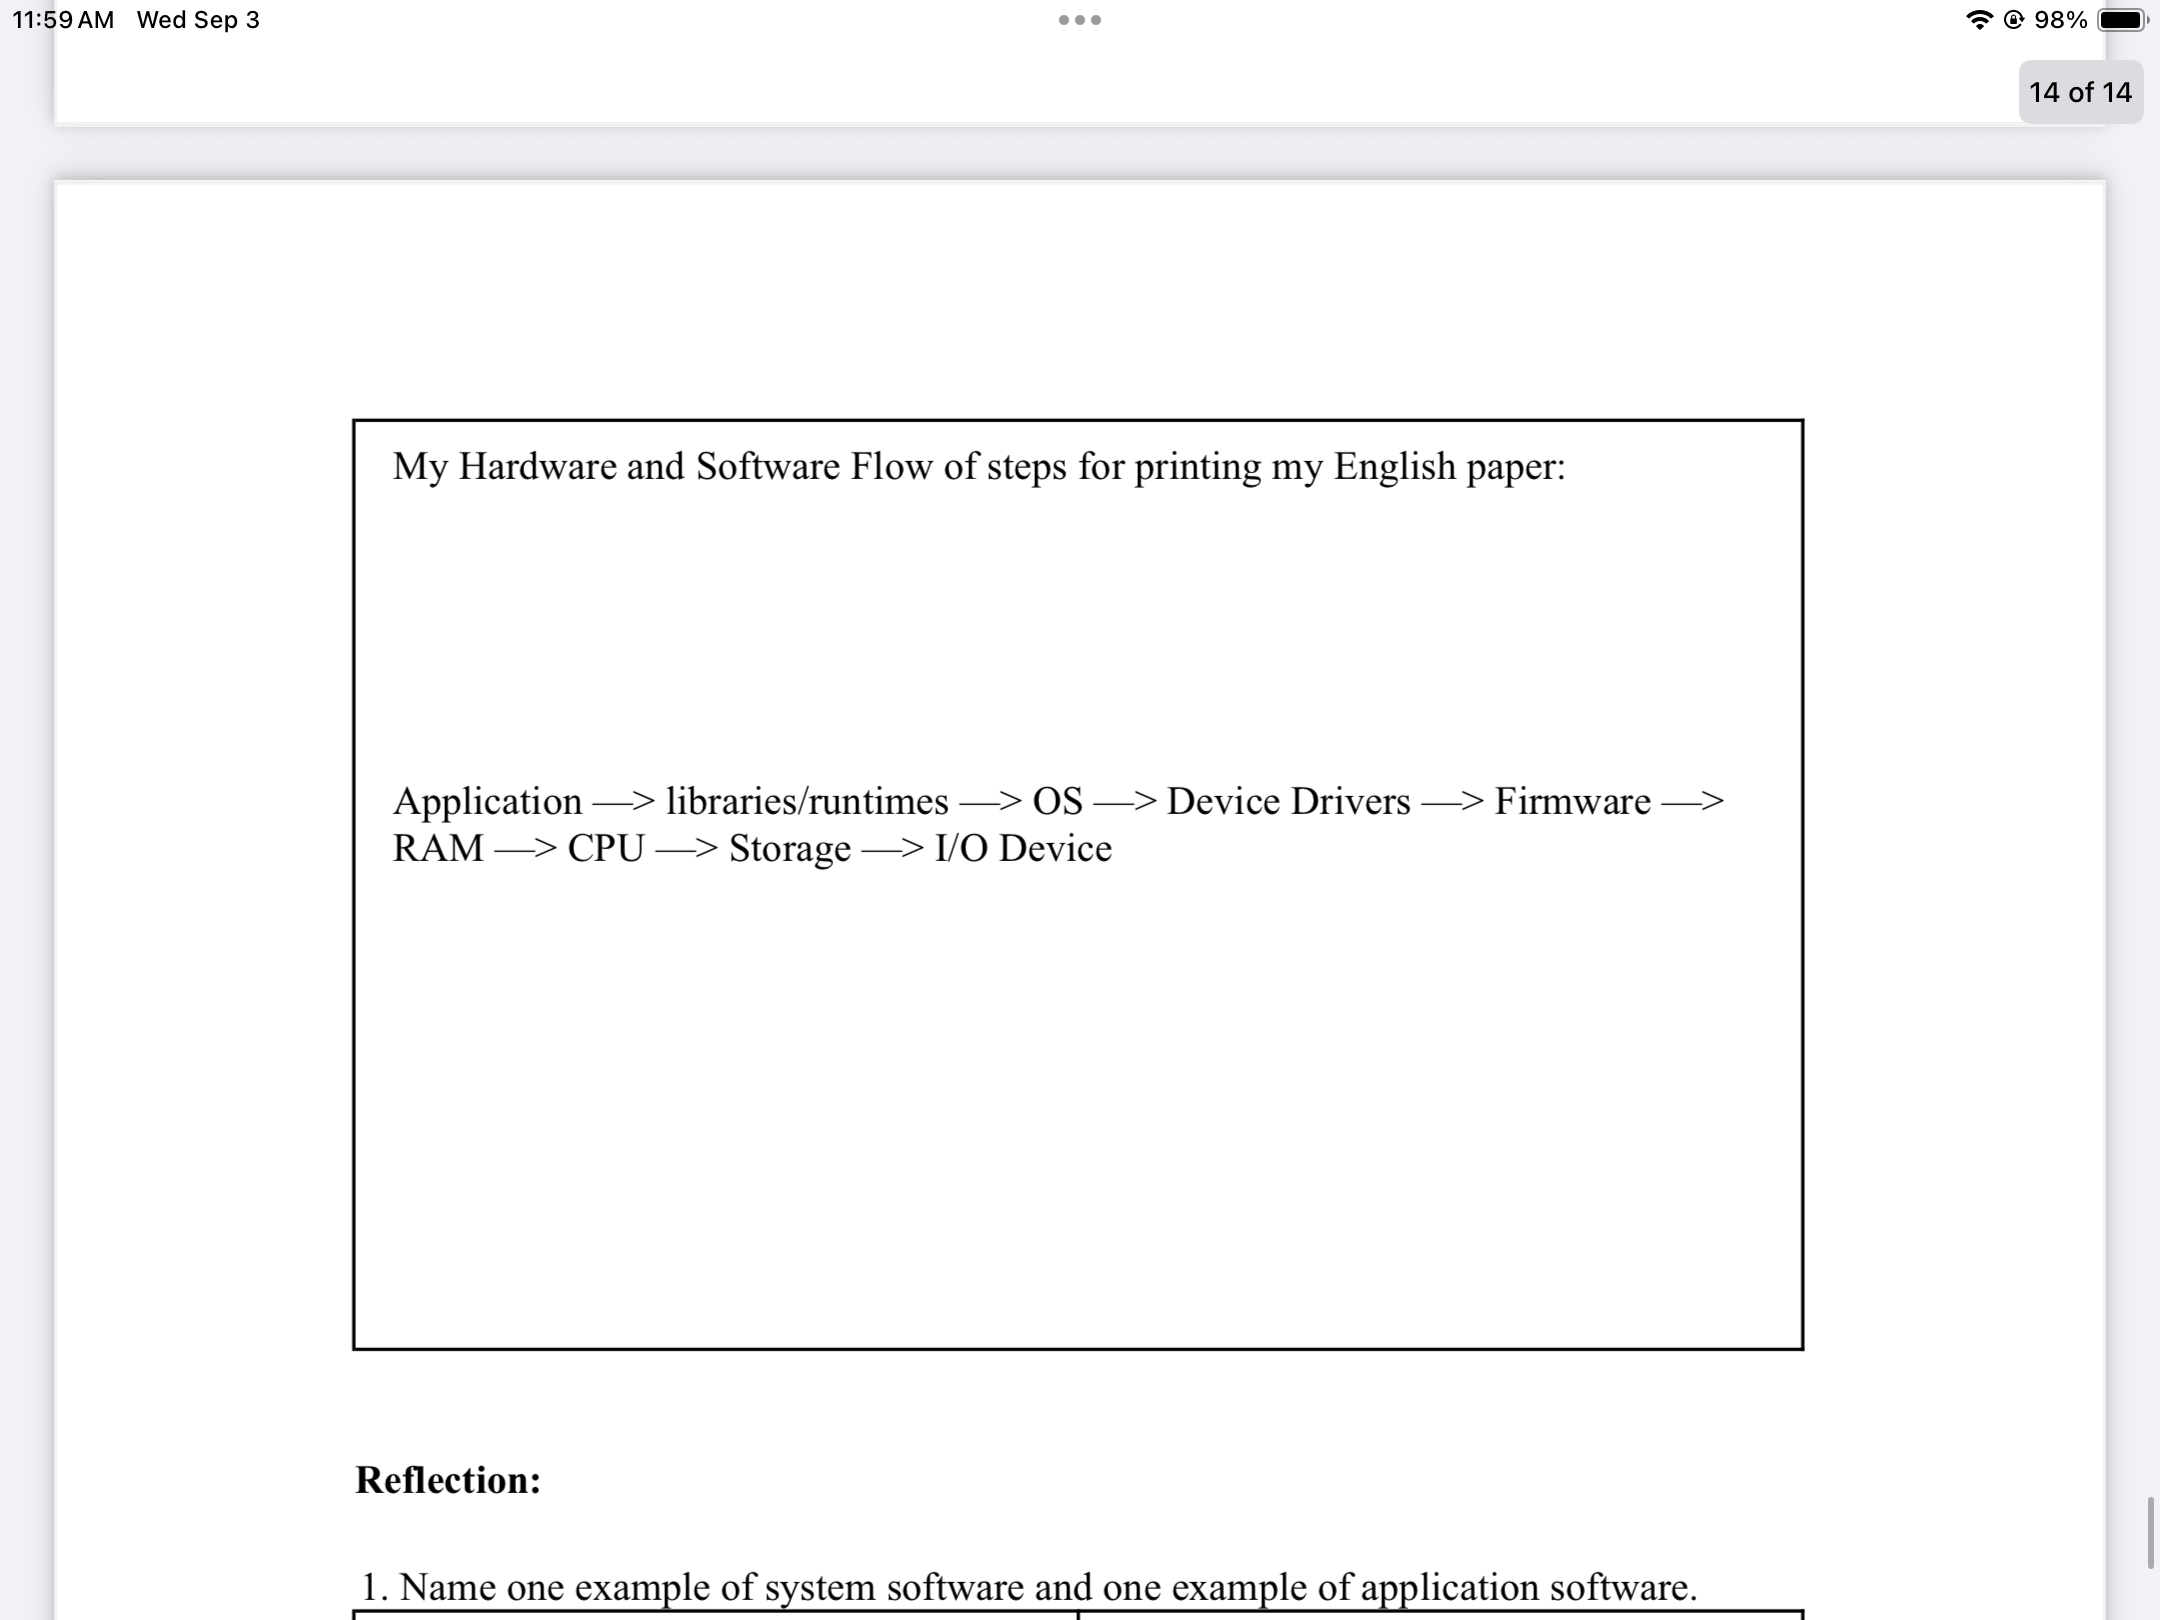 11:59 AM Wed Sep 3
98%
14 of 14
My Hardware and Software Flow of steps for printing my English paper:
Application —> libraries/runtimes —> OS —> Device Drivers —> Firmware —>
RAM —> CPU —> Storage —> I/O Device
Reflection:
1. Name one example of system software and one example of application software.